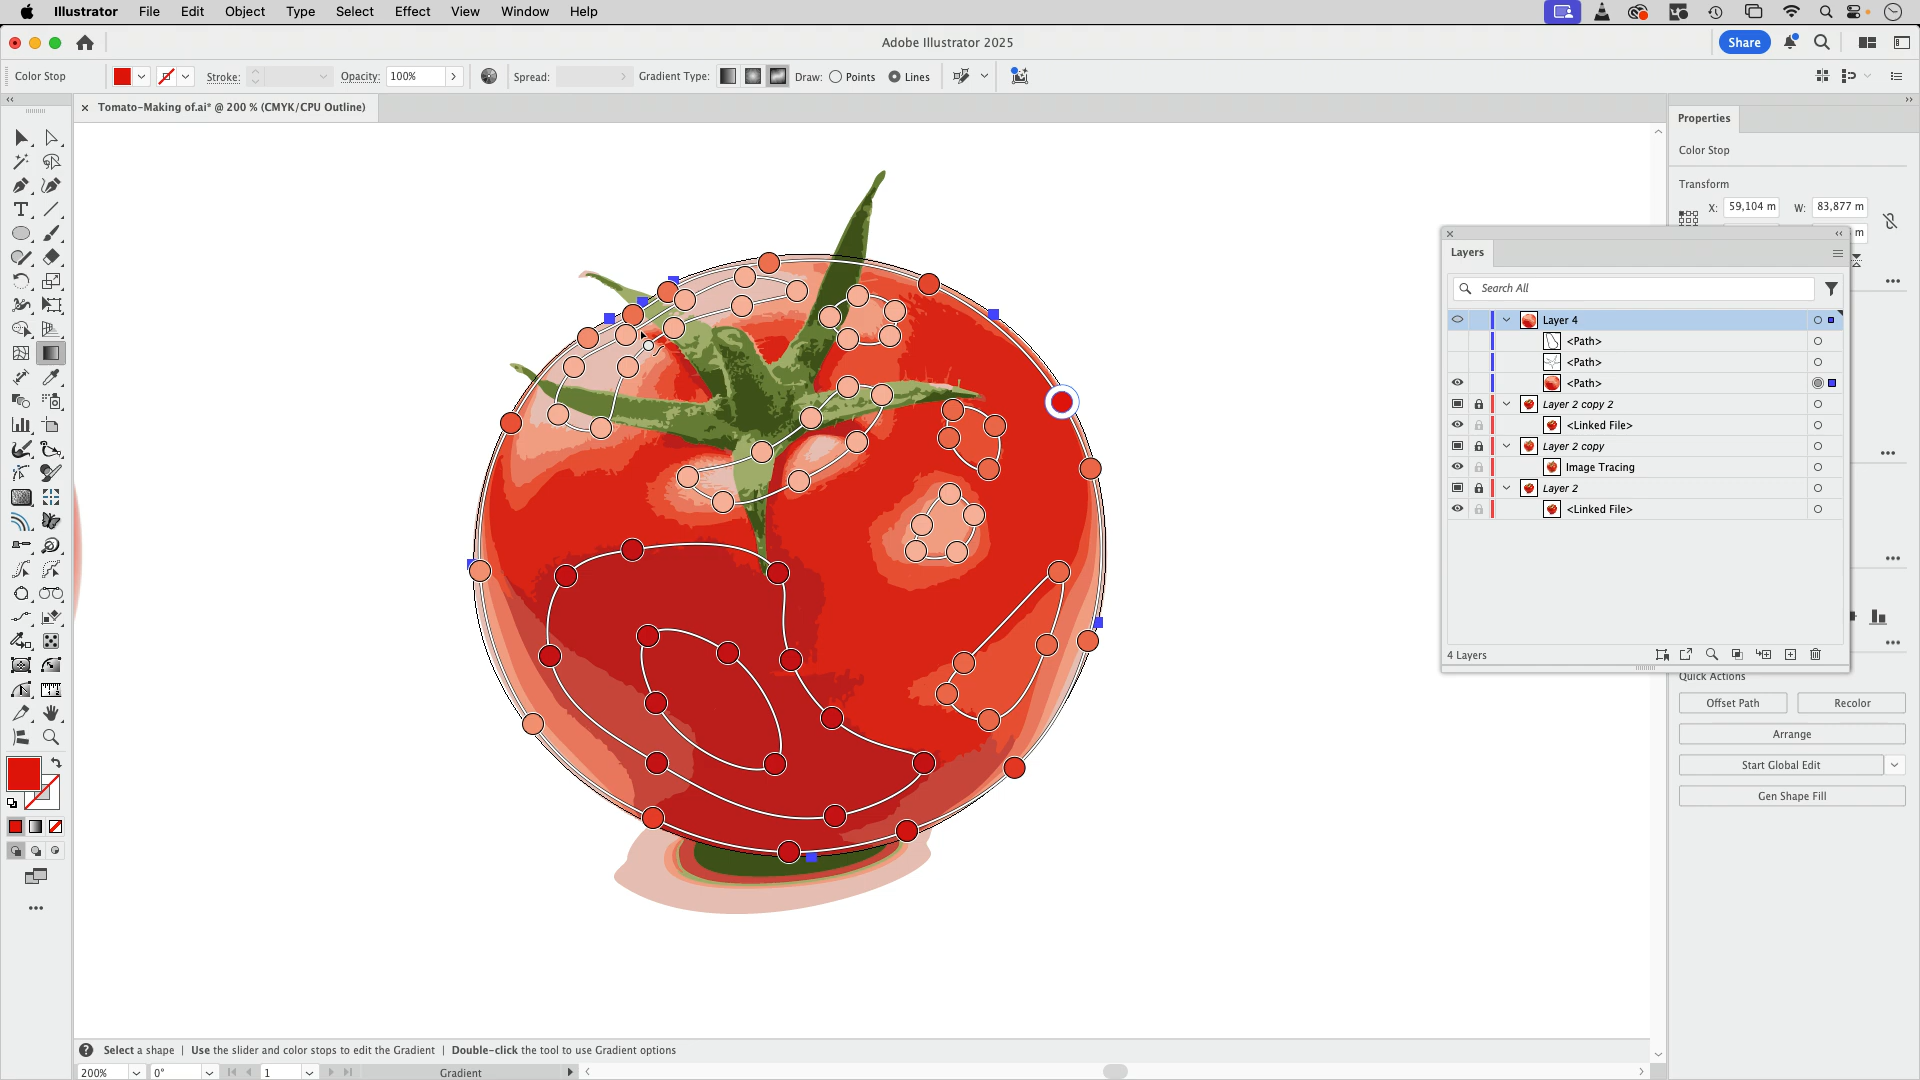 Illustrator File Edit Object Type Select Effect View Window Help
Adobe Illustrator 2025
Share
Color Stop
Stroke:
Opacity: 100%
Spread:
Gradient Type:
Draw: Points Lines
× Tomato-Making of.ai* @ 200 % (CMYK/CPU Outline)
Properties
Color Stop
Transform
X: 59,104 m W: 83,877 m
m
Layers
Search All
Layer 4
<Path>
<Path>
<Path>
Layer 2 copy 2
<Linked File>
Layer 2 copy
Image Tracing
Layer 2
<Linked File>
4 Layers
Quick Actions
Offset Path Recolor
Arrange
Start Global Edit
Gen Shape Fill
Select a shape | Use the slider and color stops to edit the Gradient | Double-click the tool to use Gradient options
200% 0° 1 Gradient